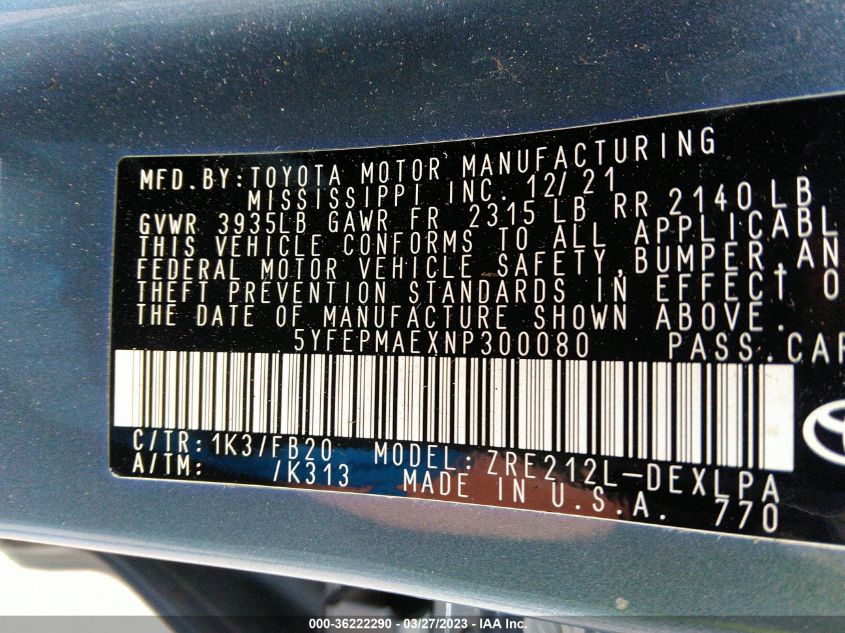 MFD.BY:TOYOTA MOTOR MANUFACTURING
MISSISSIPPI INC. 12/21
GVWR 3935LB GAWR FR 2315 LB RR 2140 LB
THIS VEHICLE CONFORMS TO ALL APPLICABL
FEDERAL MOTOR VEHICLE SAFETY, BUMPER, AN
THEFT PREVENTION STANDARDS IN EFFECT O
THE DATE OF MANUFACTURE SHOWN ABOVE.
5YFEPMAEXNP300080 PASS.CAR
C/TR: 1K3/FB20 MODEL: ZRE212L-DEXLPA
A/TM: /K313 MADE IN U.S.A. 770
000-36222290 - 03/27/2023 - IAA Inc.